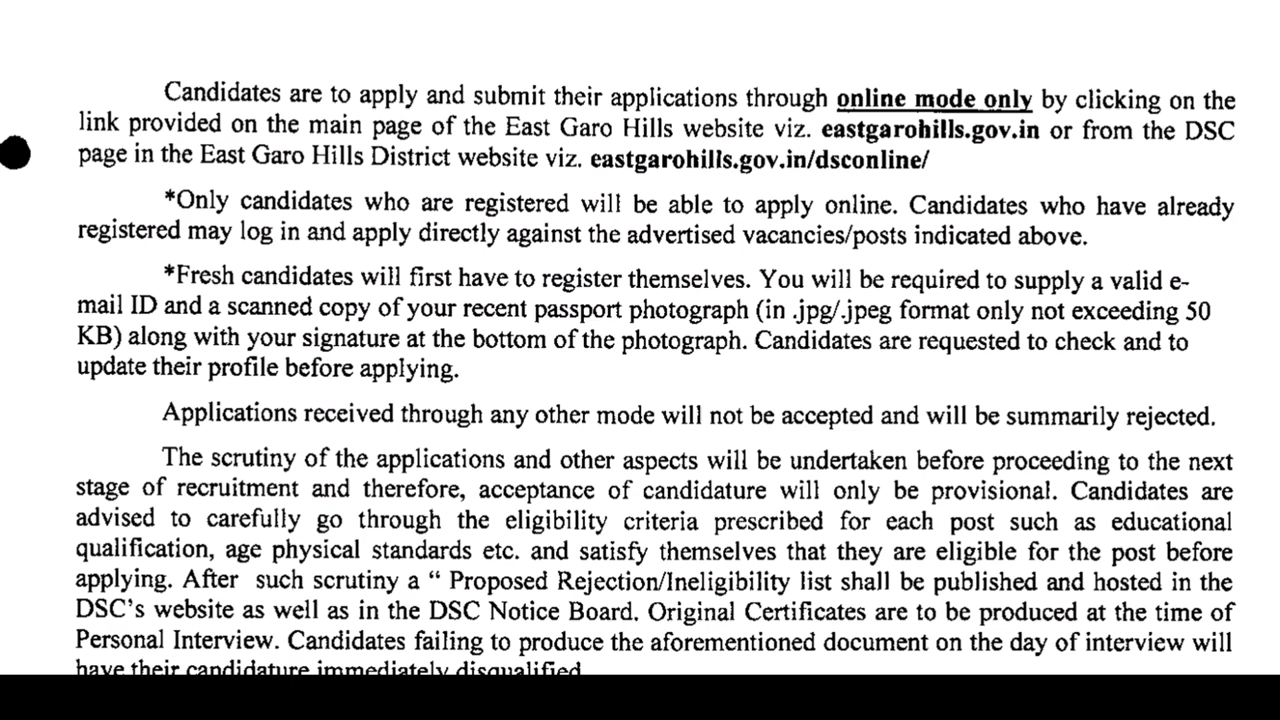 Candidates are to apply and submit their applications through online mode only by clicking on the
link provided on the main page of the East Garo Hills website viz. eastgarohills.gov.in or from the DSC
page in the East Garo Hills District website viz. eastgarohills.gov.in/dsconline/
*Only candidates who are registered will be able to apply online. Candidates who have already
registered may log in and apply directly against the advertised vacancies/posts indicated above.
*Fresh candidates will first have to register themselves. You will be required to supply a valid e-
mail ID and a scanned copy of your recent passport photograph (in .jpg/.jpeg format only not exceeding 50
KB) along with your signature at the bottom of the photograph. Candidates are requested to check and to
update their profile before applying.
Applications received through any other mode will not be accepted and will be summarily rejected.
The scrutiny of the applications and other aspects will be undertaken before proceeding to the next
stage of recruitment and therefore, acceptance of candidature will only be provisional. Candidates are
advised to carefully go through the eligibility criteria prescribed for each post such as educational
qualification, age physical standards etc. and satisfy themselves that they are eligible for the post before
applying. After such scrutiny a “ Proposed Rejection/Ineligibility list shall be published and hosted in the
DSC's website as well as in the DSC Notice Board. Original Certificates are to be produced at the time of
Personal Interview. Candidates failing to produce the aforementioned document on the day of interview will
have their candidature immediately disqualified.